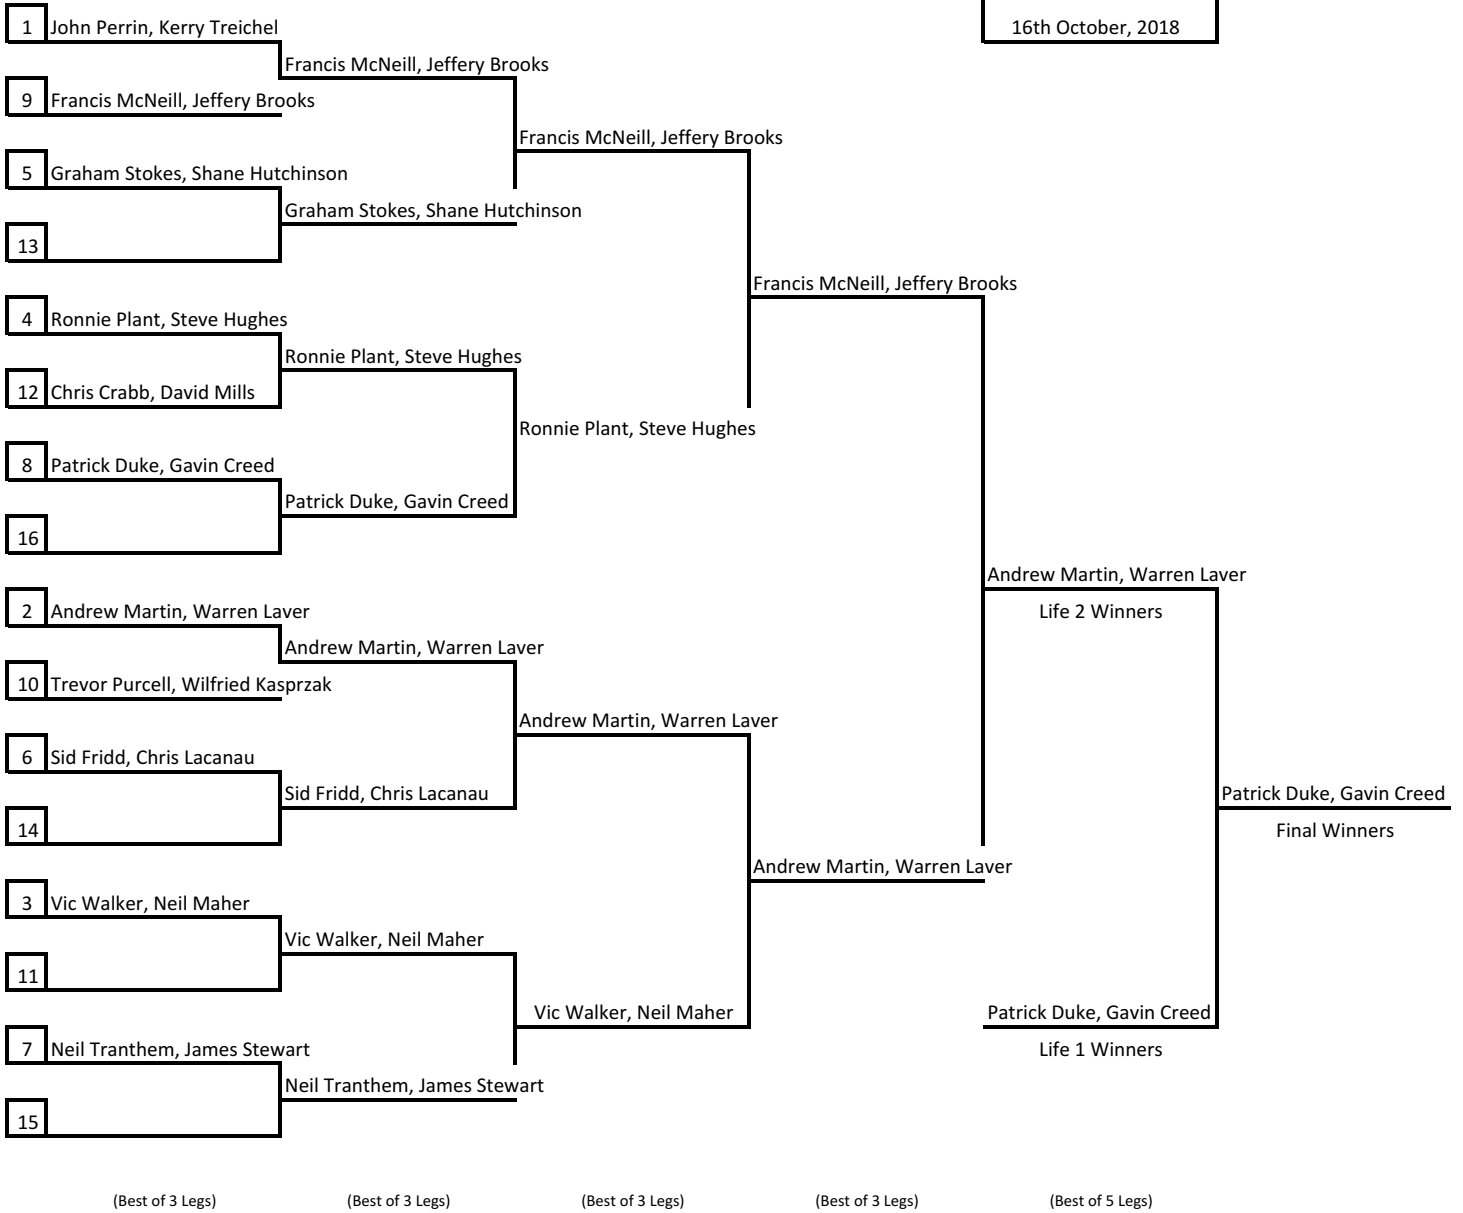 1 John Perrin, Kerry Treichel
16th October, 2018
Francis McNeill, Jeffery Brooks
9 Francis McNeill, Jeffery Brooks
Francis McNeill, Jeffery Brooks
5 Graham Stokes, Shane Hutchinson
Graham Stokes, Shane Hutchinson
13
Francis McNeill, Jeffery Brooks
4 Ronnie Plant, Steve Hughes
Ronnie Plant, Steve Hughes
12 Chris Crabb, David Mills
Ronnie Plant, Steve Hughes
8 Patrick Duke, Gavin Creed
Patrick Duke, Gavin Creed
16
Andrew Martin, Warren Laver
2 Andrew Martin, Warren Laver
Life 2 Winners
Andrew Martin, Warren Laver
10 Trevor Purcell, Wilfried Kasprzak
Andrew Martin, Warren Laver
6 Sid Fridd, Chris Lacanau
Sid Fridd, Chris Lacanau
Patrick Duke, Gavin Creed
14
Final Winners
Andrew Martin, Warren Laver
3 Vic Walker, Neil Maher
Vic Walker, Neil Maher
11
Vic Walker, Neil Maher
Patrick Duke, Gavin Creed
7 Neil Tranthem, James Stewart
Life 1 Winners
Neil Tranthem, James Stewart
15
(Best of 3 Legs) (Best of 3 Legs) (Best of 3 Legs) (Best of 3 Legs) (Best of 5 Legs)